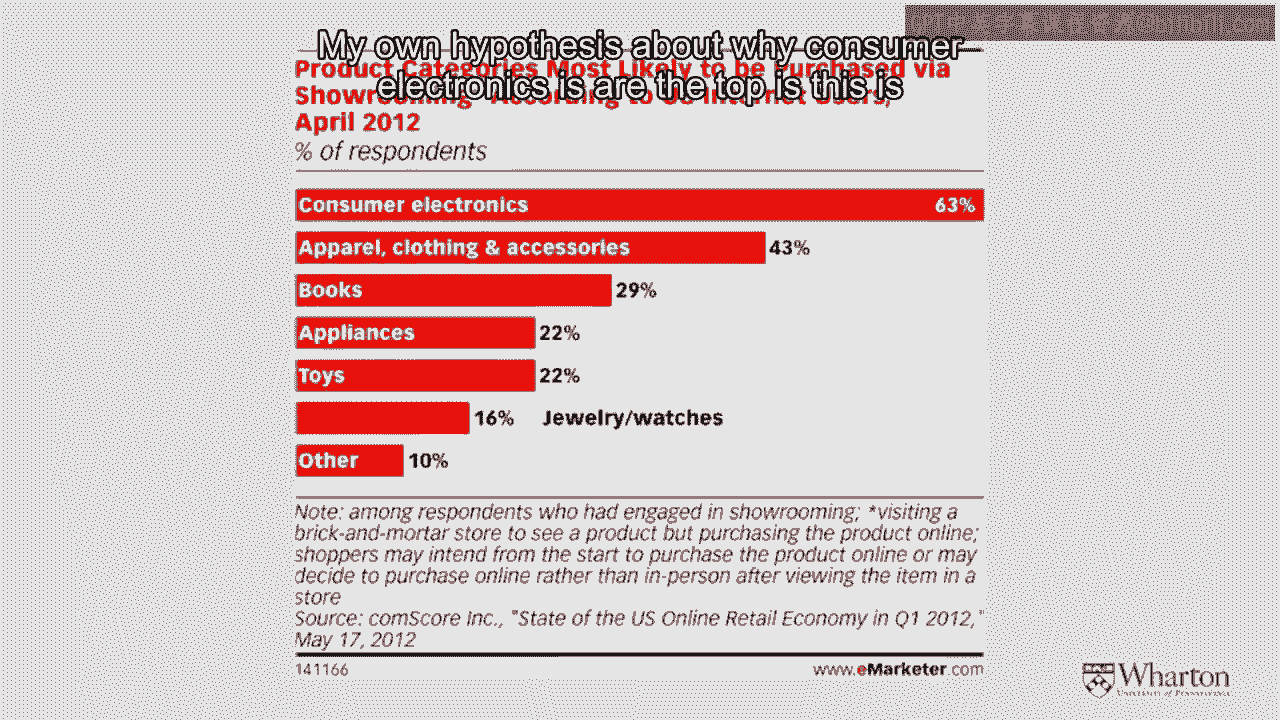 My own hypothesis about why consumer
electronics is are the top is this is
Product Categories Most Likely to be Purchased via
Showrooming* According to US Internet Users,
April 2012
% of respondents
Consumer electronics 63%
Apparel, clothing & accessories 43%
Books 29%
Appliances 22%
Toys 22%
16% Jewelry/watches
Other 10%
Note: among respondents who had engaged in showrooming; *visiting a
brick-and-mortar store to see a product but purchasing the product online;
shoppers may intend from the start to purchase the product online or may
decide to purchase online rather than in-person after viewing the item in a
store
Source: comScore Inc., "State of the US Online Retail Economy in Q1 2012,"
May 17, 2012
141166 www.eMarketer.com
Wharton
University of Pennsylvania